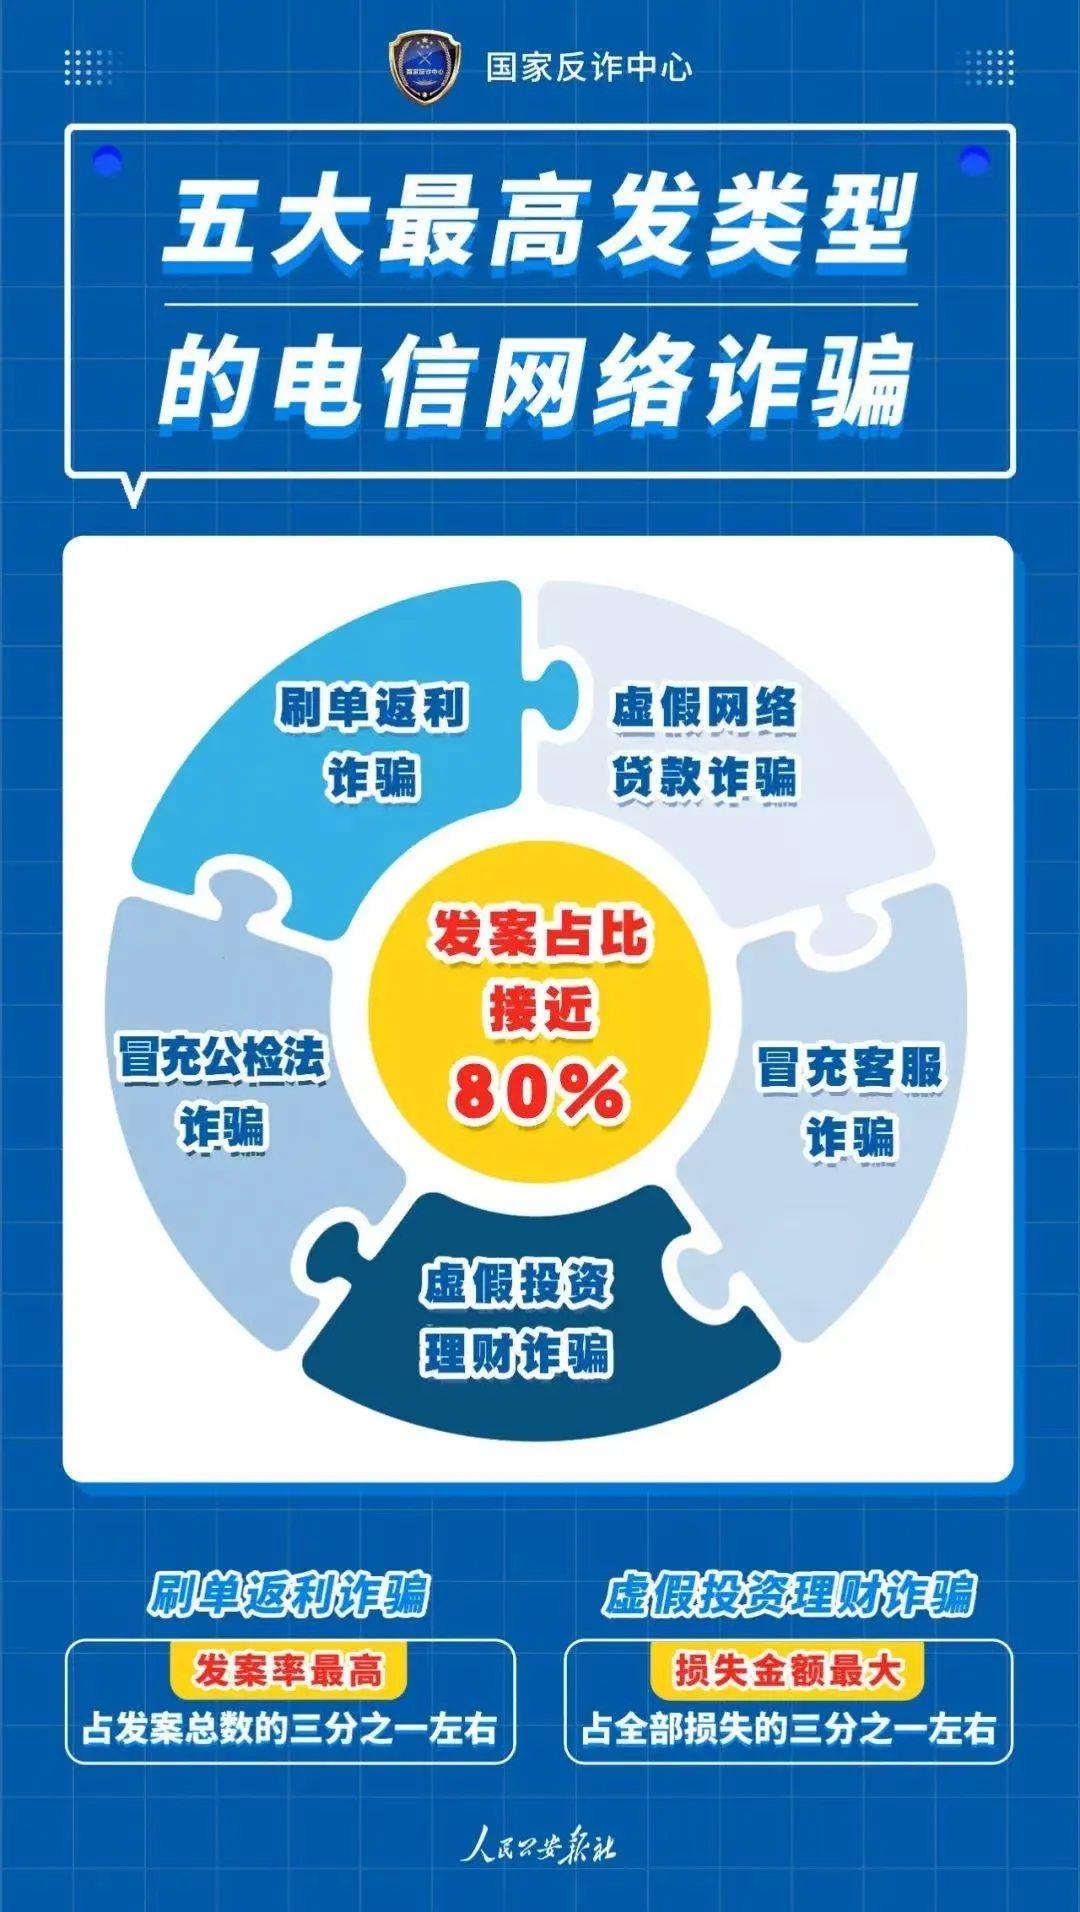 国家反诈中心
国家反诈中心
五大最高发类型
的电信网络诈骗
刷单返利
诈骗
虚假网络
贷款诈骗
发案占比
接近
80%
冒充公检法
诈骗
冒充客服
诈骗
虚假投资
理财诈骗
刷单返利诈骗
发案率最高
占发案总数的三分之一左右
虚假投资理财诈骗
损失金额最大
占全部损失的三分之一左右
人民公安报社